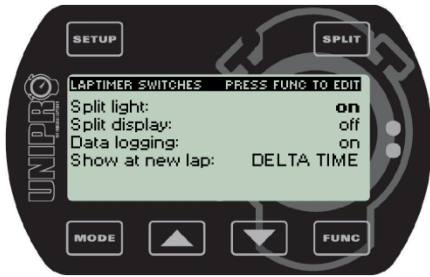 SETUP
SPLIT
LAPTIMER SWITCHES PRESS FUNC TO EDIT
Split light: on
Split display: off
Data logging: on
Show at new lap: DELTA TIME
UNIPRO
MODE
FUNC